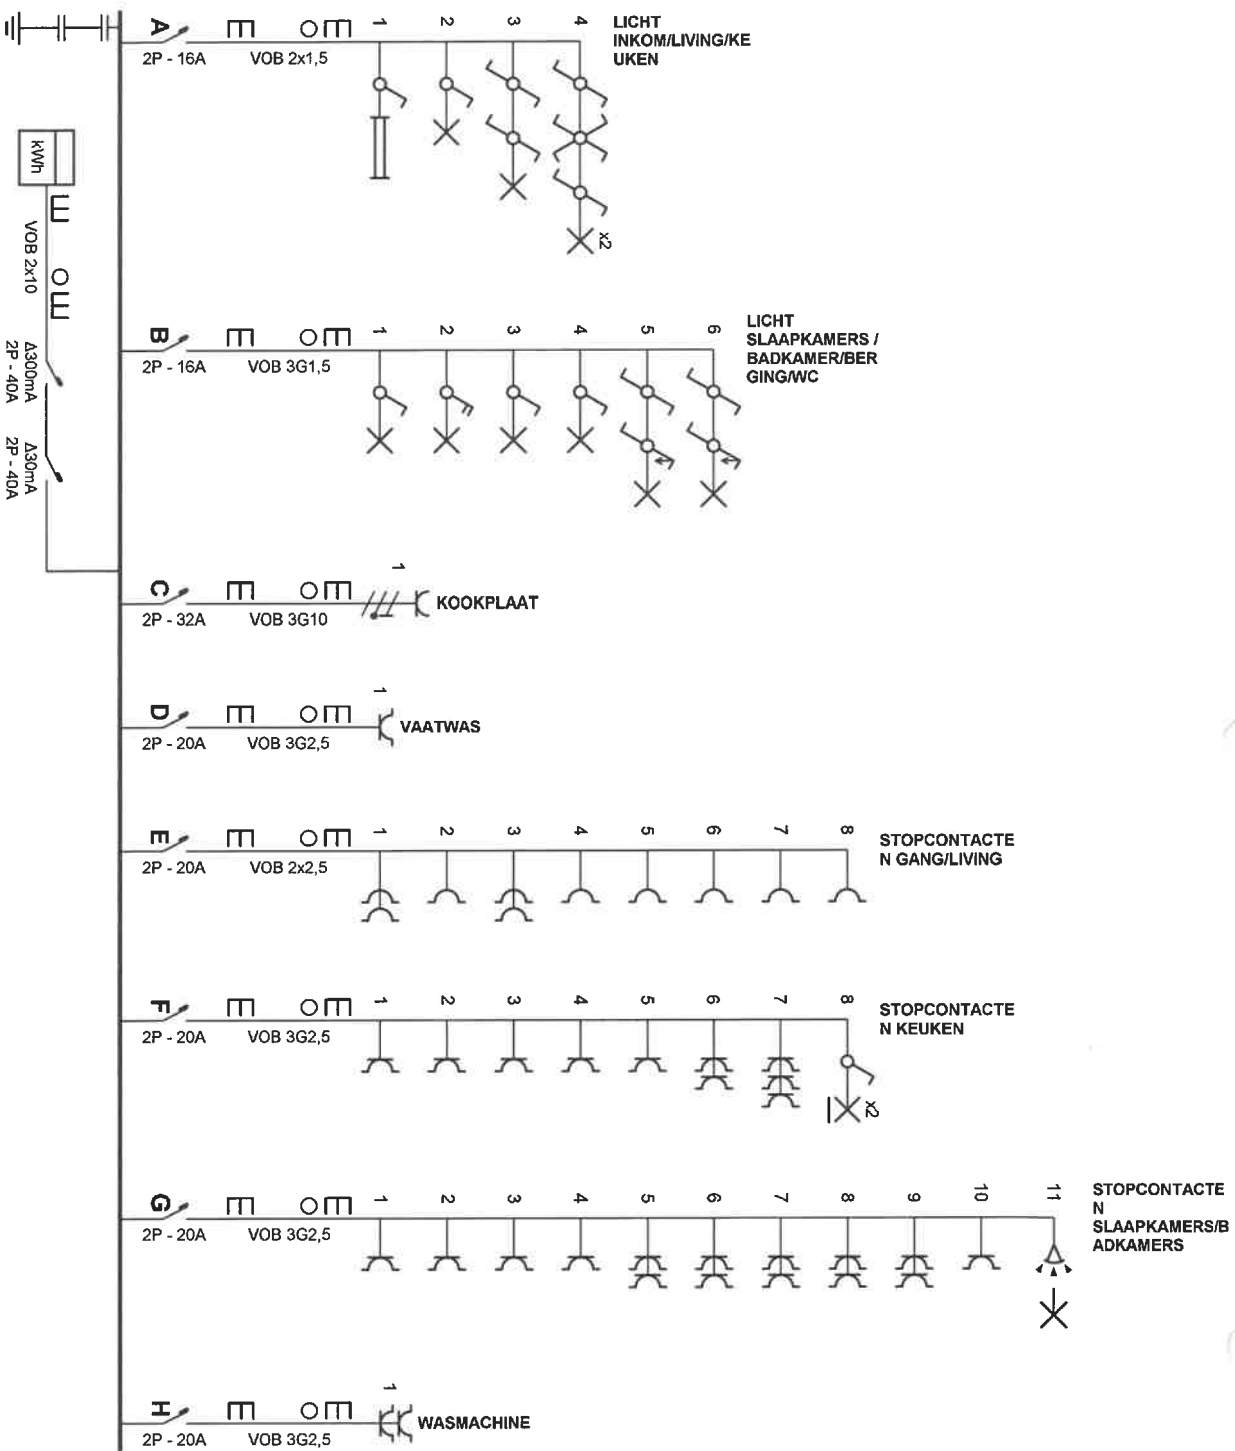 A
1
2
3
4
LICHT
INKOM/LIVING/KE
UKEN
2P - 16A
VOB 2x1,5
x2
kWh
VOB 2x10
Δ300mA
2P - 40A
Δ30mA
2P - 40A
B
1
2
3
4
5
6
LICHT
SLAAPKAMERS /
BADKAMER/BER
GING/WC
2P - 16A
VOB 3G1,5
C
1
KOOKPLAAT
2P - 32A
VOB 3G10
D
1
VAATWAS
2P - 20A
VOB 3G2,5
E
1
2
3
4
5
6
7
8
STOPCONTACTE
N GANG/LIVING
2P - 20A
VOB 2x2,5
F
1
2
3
4
5
6
7
8
STOPCONTACTE
N KEUKEN
2P - 20A
VOB 3G2,5
x2
G
1
2
3
4
5
6
7
8
9
10
11
STOPCONTACTE
N
SLAAPKAMERS/B
ADKAMERS
2P - 20A
VOB 3G2,5
H
1
WASMACHINE
2P - 20A
VOB 3G2,5